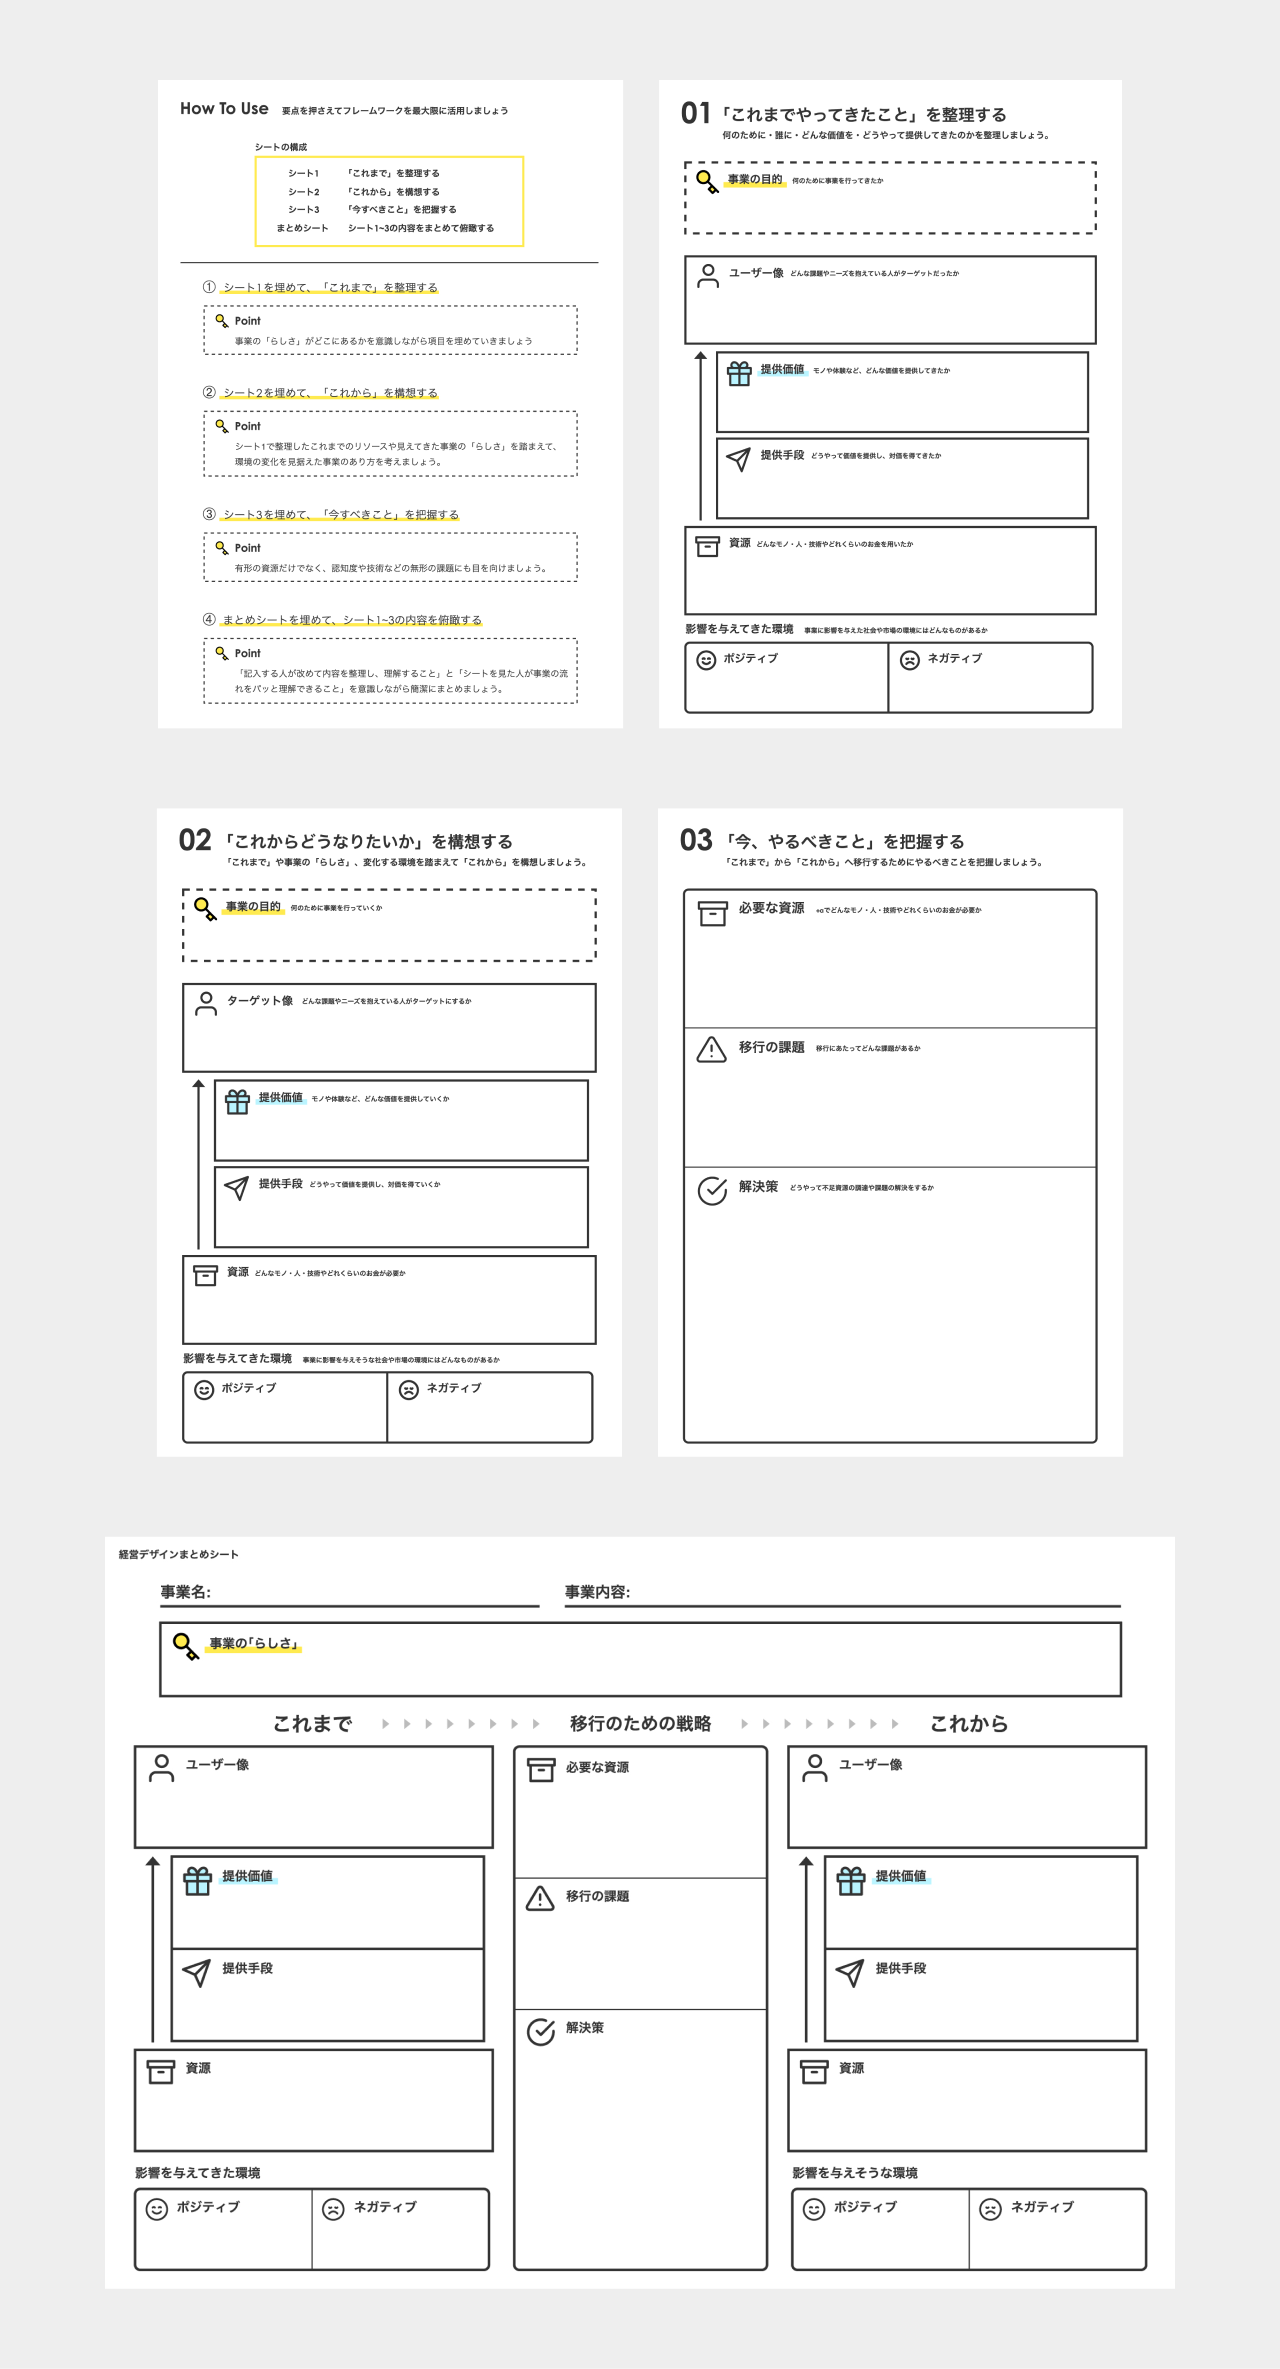 How To Use 要点を押さえてフレームワークを最大限に活用しましょう
シートの構成
シート1 「これまで」を整理する
シート2 「これから」を構想する
シート3 「今すべきこと」を把握する
まとめシート シート1~3の内容をまとめて俯瞰する
① シート1を埋めて、「これまで」を整理する
Point
事業の「らしさ」がどこにあるかを意識しながら項目を埋めていきましょう
② シート2を埋めて、「これから」を構想する
Point
シート1で整理したこれまでのリソースや見えてきた事業の「らしさ」を踏まえて、
環境の変化を見据えた事業のあり方を考えましょう。
③ シート3を埋めて、「今すべきこと」を把握する
Point
有形の資源だけでなく、認知度や技術などの無形の課題にも目を向けましょう。
④ まとめシートを埋めて、シート1~3の内容を俯瞰する
Point
「記入する人が改めて内容を整理し、理解すること」と「シートを見た人が事業の流
れをパッと理解できること」を意識しながら簡潔にまとめましょう。
01 「これまでやってきたこと」を整理する
何のために・誰に・どんな価値を・どうやって提供してきたのかを整理しましょう。
事業の目的 何のために事業を行ってきたか
ユーザー像 どんな課題やニーズを抱えている人がターゲットだったか
提供価値 モノや体験など、どんな価値を提供してきたか
提供手段 どうやって価値を提供し、対価を得てきたか
資源 どんなモノ・人・技術やどれくらいのお金を用いたか
影響を与えてきた環境 事業に影響を与えた社会や市場の環境にはどんなものがあるか
ポジティブ ネガティブ
02 「これからどうなりたいか」を構想する
「これまで」や事業の「らしさ」、変化する環境を踏まえて「これから」を構想しましょう。
事業の目的 何のために事業を行っていくか
ターゲット像 どんな課題やニーズを抱えている人がターゲットにするか
提供価値 モノや体験など、どんな価値を提供していくか
提供手段 どうやって価値を提供し、対価を得ていくか
資源 どんなモノ・人・技術やどれくらいのお金が必要か
影響を与えてきた環境 事業に影響を与えそうな社会や市場の環境にはどんなものがあるか
ポジティブ ネガティブ
03 「今、やるべきこと」を把握する
「これまで」から「これから」へ移行するためにやるべきことを把握しましょう。
必要な資源 +αでどんなモノ・人・技術やどれくらいのお金が必要か
移行の課題 移行にあたってどんな課題があるか
解決策 どうやって不足資源の調達や課題の解決をするか
経営デザインまとめシート
事業名: 事業内容:
事業の「らしさ」
これまで 移行のための戦略 これから
ユーザー像
提供価値
提供手段
資源
影響を与えてきた環境
ポジティブ ネガティブ
必要な資源
移行の課題
解決策
ユーザー像
提供価値
提供手段
資源
影響を与えそうな環境
ポジティブ ネガティブ